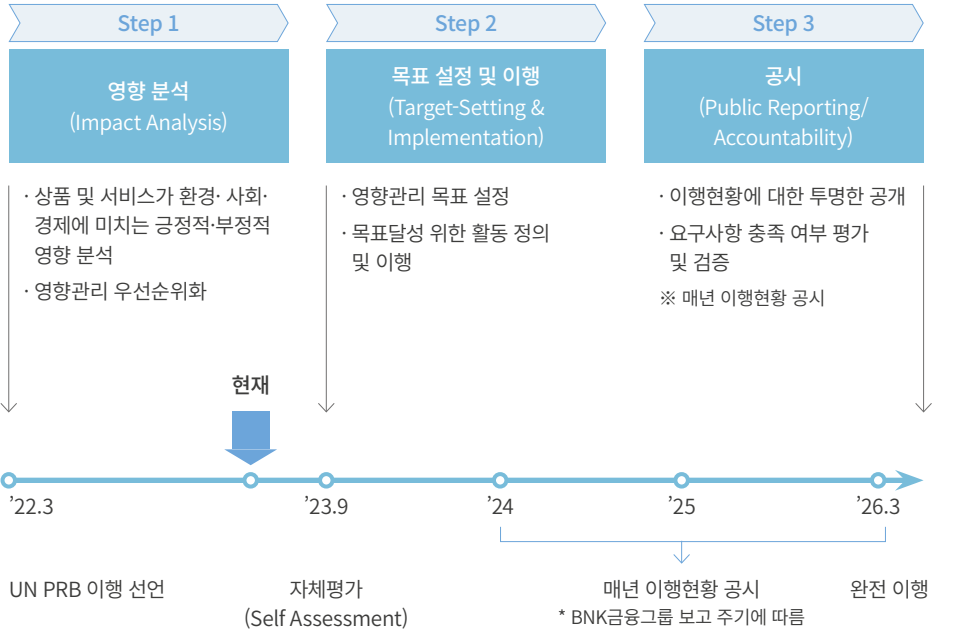 Step 1
영향 분석
(Impact Analysis)
· 상품 및 서비스가 환경· 사회·
경제에 미치는 긍정적·부정적
영향 분석
· 영향관리 우선순위화
Step 2
목표 설정 및 이행
(Target-Setting &
Implementation)
· 영향관리 목표 설정
· 목표달성 위한 활동 정의
및 이행
Step 3
공시
(Public Reporting/
Accountability)
· 이행현황에 대한 투명한 공개
· 요구사항 충족 여부 평가
및 검증
※ 매년 이행현황 공시
현재
’22.3
’23.9
’24
’25
’26.3
UN PRB 이행 선언
자체평가
(Self Assessment)
매년 이행현황 공시
* BNK금융그룹 보고 주기에 따름
완전 이행